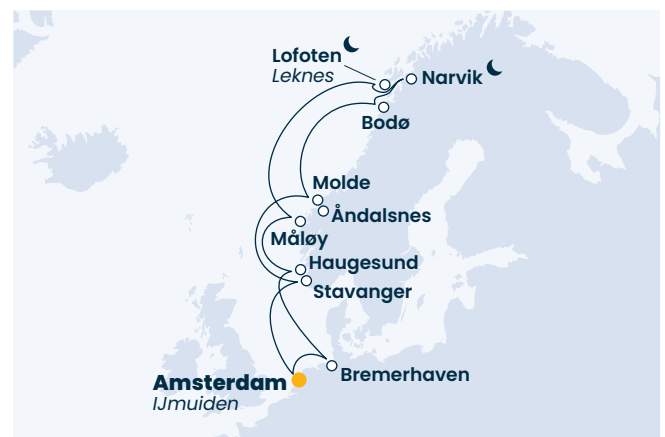 Lofoten
Leknes
Narvik
Bodø
Molde
Åndalsnes
Måløy
Haugesund
Stavanger
Bremerhaven
Amsterdam
IJmuiden